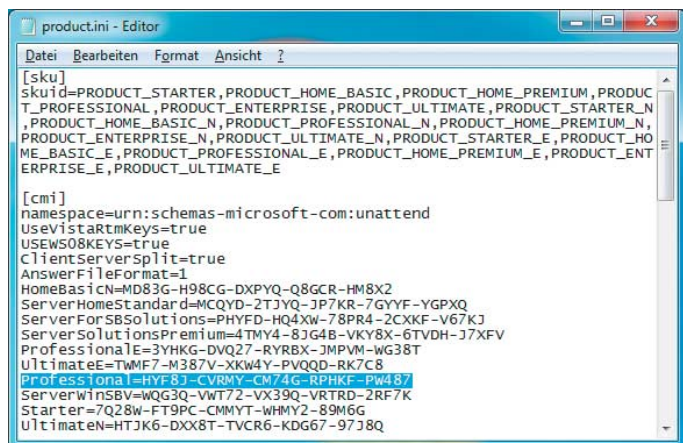 product.ini - Editor
Datei Bearbeiten Format Ansicht ?
[sku]
skuid=PRODUCT_STARTER,PRODUCT_HOME_BASIC,PRODUCT_HOME_PREMIUM,PRODUC
T_PROFESSIONAL,PRODUCT_ENTERPRISE,PRODUCT_ULTIMATE,PRODUCT_STARTER_N
,PRODUCT_HOME_BASIC_N,PRODUCT_PROFESSIONAL_N,PRODUCT_HOME_PREMIUM_N,
PRODUCT_ENTERPRISE_N,PRODUCT_ULTIMATE_N,PRODUCT_STARTER_E,PRODUCT_HO
ME_BASIC_E,PRODUCT_PROFESSIONAL_E,PRODUCT_HOME_PREMIUM_E,PRODUCT_ENT
ERPRISE_E,PRODUCT_ULTIMATE_E
[cmi]
namespace=urn:schemas-microsoft-com:unattend
UseVistaRtmKeys=true
USEWS08KEYS=true
ClientServerSplit=true
AnswerFileFormat=1
HomeBasicN=MD83G-H98CG-DXPYQ-Q8GCR-HM8X2
ServerHomeStandard=MCQYD-2TJYQ-JP7KR-7GYYF-YGPXQ
ServerForSBSolutions=PHYFD-HQ4XW-78PR4-2CXKF-V67KJ
ServerSolutionsPremium=4TMY4-8JG4B-VKY8X-6TVDH-J7XFV
ProfessionalE=3YHKG-DVQ27-RYRBX-JMPVM-WG38T
UltimateE=TWMF7-M387V-XKW4Y-PVQQD-RK7C8
Professional=HYF8J-CVRMY-CM74G-RPHKF-PW487
ServerWinSBV=WQG3Q-VWT72-VX39Q-VRTRD-2RF7K
Starter=7Q28W-FT9PC-CMMYT-WHMY2-89M6G
UltimateN=HTJK6-DXX8T-TVCR6-KDG67-97J8Q